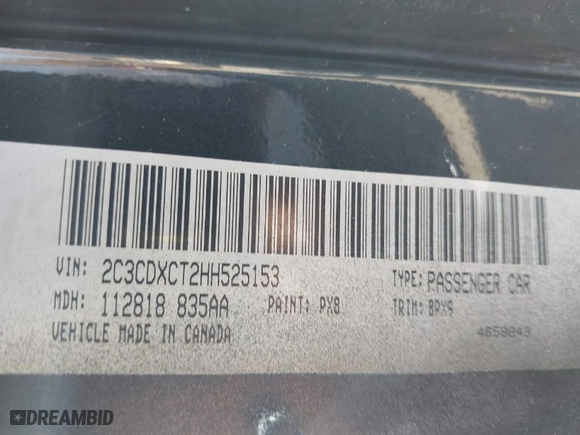 VIN: 2C3CDXCT2HH525153 TYPE: PASSENGER CAR
MDH: 112818 835AA PAINT: PX8 TRIM: BPX9
VEHICLE MADE IN CANADA 4658843
DREAMBID